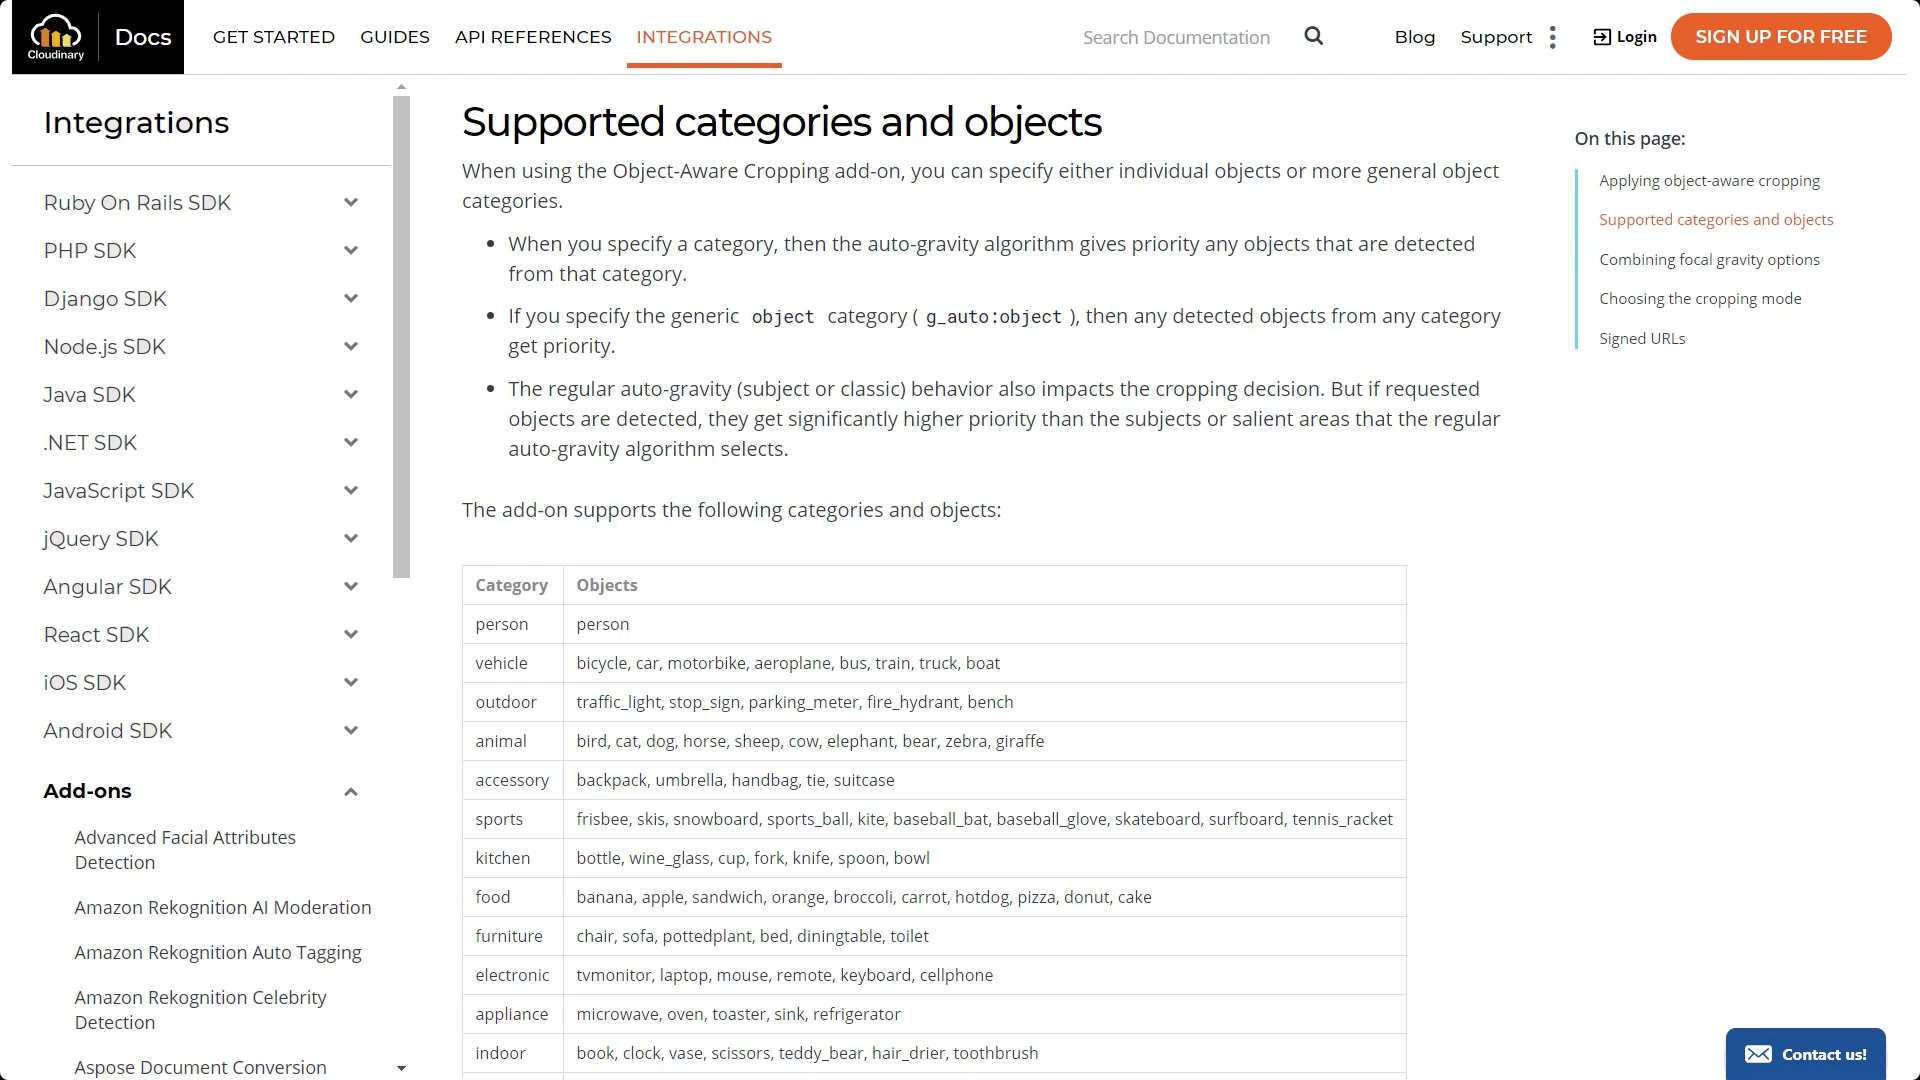 Cloudinary
Docs
GET STARTED
GUIDES
API REFERENCES
INTEGRATIONS
Search Documentation
Blog
Support
Login
SIGN UP FOR FREE
Integrations
Ruby On Rails SDK
PHP SDK
Django SDK
Node.js SDK
Java SDK
.NET SDK
JavaScript SDK
jQuery SDK
Angular SDK
React SDK
iOS SDK
Android SDK
Add-ons
Advanced Facial Attributes
Detection
Amazon Rekognition AI Moderation
Amazon Rekognition Auto Tagging
Amazon Rekognition Celebrity
Detection
Aspose Document Conversion
Supported categories and objects
When using the Object-Aware Cropping add-on, you can specify either individual objects or more general object
categories.
• When you specify a category, then the auto-gravity algorithm gives priority any objects that are detected
from that category.
• If you specify the generic object category ( g_auto:object ), then any detected objects from any category
get priority.
• The regular auto-gravity (subject or classic) behavior also impacts the cropping decision. But if requested
objects are detected, they get significantly higher priority than the subjects or salient areas that the regular
auto-gravity algorithm selects.
The add-on supports the following categories and objects:
Category Objects
person person
vehicle bicycle, car, motorbike, aeroplane, bus, train, truck, boat
outdoor traffic_light, stop_sign, parking_meter, fire_hydrant, bench
animal bird, cat, dog, horse, sheep, cow, elephant, bear, zebra, giraffe
accessory backpack, umbrella, handbag, tie, suitcase
sports frisbee, skis, snowboard, sports_ball, kite, baseball_bat, baseball_glove, skateboard, surfboard, tennis_racket
kitchen bottle, wine_glass, cup, fork, knife, spoon, bowl
food banana, apple, sandwich, orange, broccoli, carrot, hotdog, pizza, donut, cake
furniture chair, sofa, pottedplant, bed, diningtable, toilet
electronic tvmonitor, laptop, mouse, remote, keyboard, cellphone
appliance microwave, oven, toaster, sink, refrigerator
indoor book, clock, vase, scissors, teddy_bear, hair_drier, toothbrush
On this page:
Applying object-aware cropping
Supported categories and objects
Combining focal gravity options
Choosing the cropping mode
Signed URLs
Contact us!